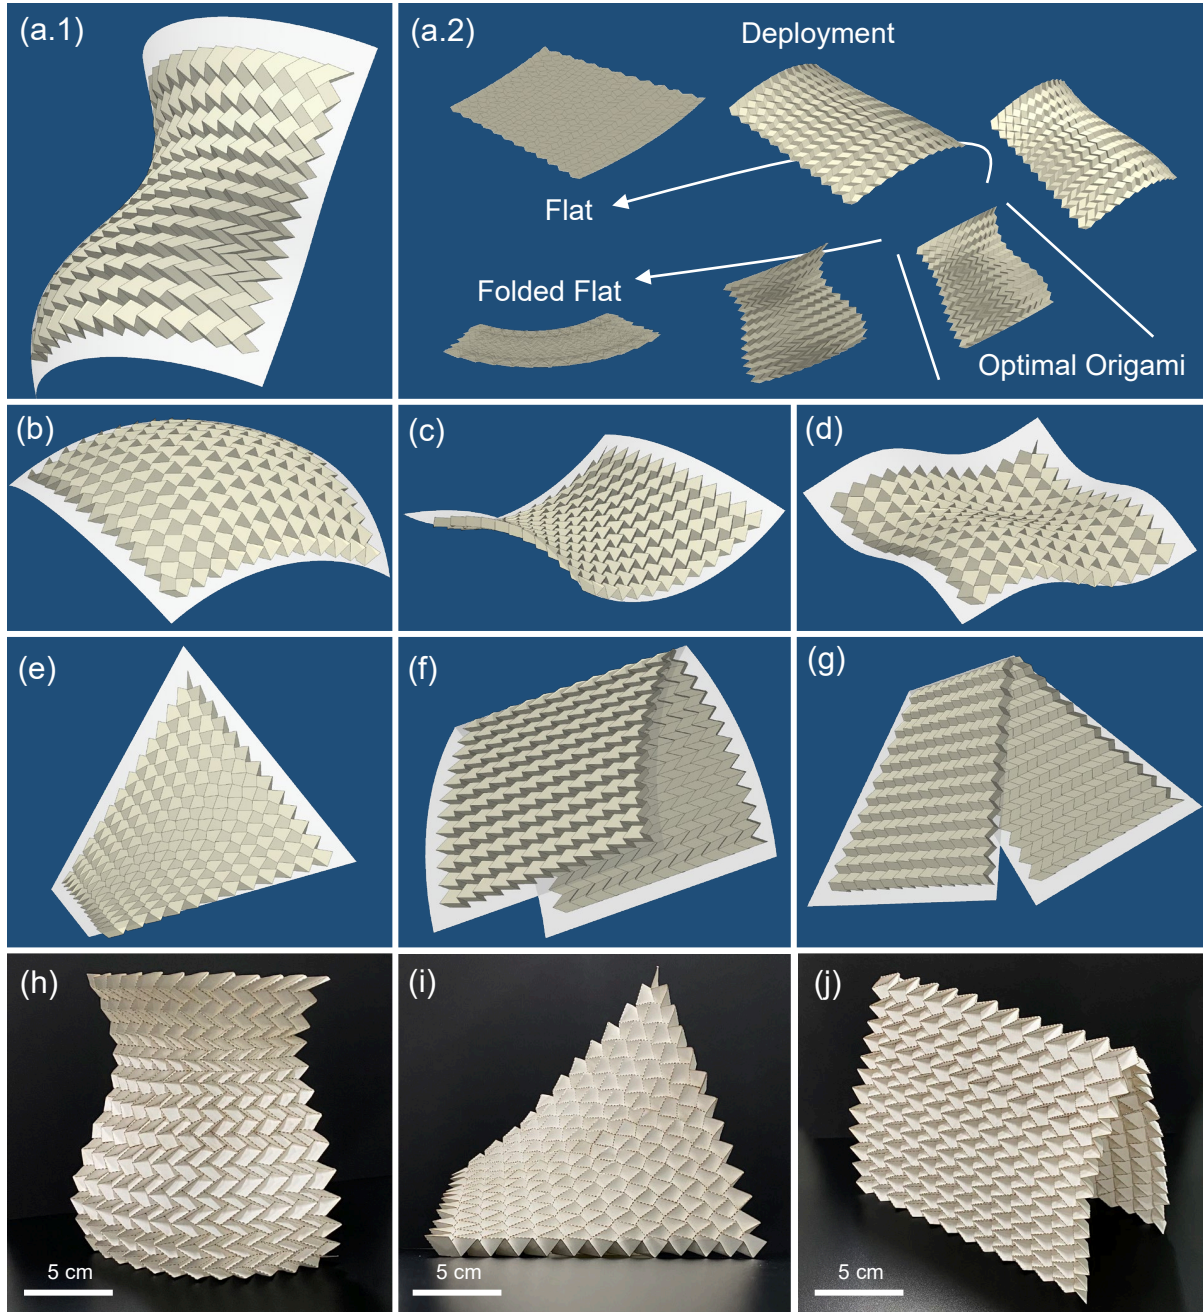 (a.1)
(a.2)
Deployment
Flat
Folded Flat
Optimal Origami
(b)
(c)
(d)
(e)
(f)
(g)
(h)
(i)
(j)
5 cm
5 cm
5 cm